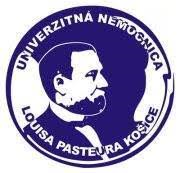 UNIVERZITNÁ NEMOCNICA
LOUISA PASTEURA KOŠICE